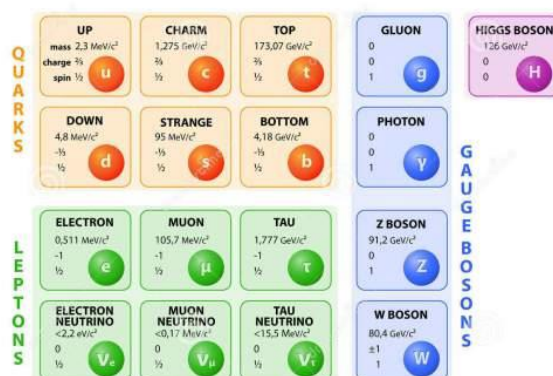 QUARKS
UP
mass 2,3 MeV/c²
charge ⅔
spin ½
u
CHARM
1,275 GeV/c²
⅔
½
c
TOP
173,07 GeV/c²
⅔
½
t
GLUON
0
0
1
g
HIGGS BOSON
126 GeV/c²
0
0
H
DOWN
4,8 MeV/c²
-⅓
½
d
STRANGE
95 MeV/c²
-⅓
½
s
BOTTOM
4,18 GeV/c²
-⅓
½
b
PHOTON
0
0
1
γ
GAUGE BOSONS
LEPTONS
ELECTRON
0,511 MeV/c²
-1
½
e
MUON
105,7 MeV/c²
-1
½
μ
TAU
1,777 GeV/c²
-1
½
τ
Z BOSON
91,2 GeV/c²
0
1
Z
ELECTRON
NEUTRINO
<2,2 eV/c²
0
½
Ve
MUON
NEUTRINO
<0,17 MeV/c²
0
½
Vμ
TAU
NEUTRINO
<15,5 MeV/c²
0
½
Vτ
W BOSON
80,4 GeV/c²
±1
1
W